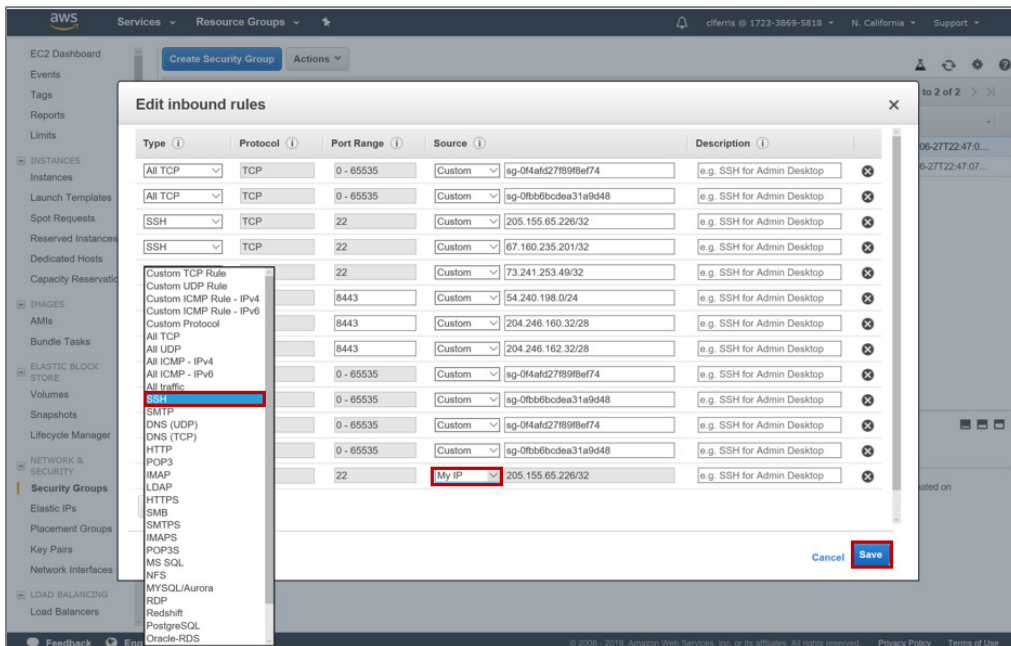 aws
Services Resource Groups
clferris @ 1723-3869-5818 N. California Support
EC2 Dashboard
Events
Tags
Reports
Limits
INSTANCES
Instances
Launch Templates
Spot Requests
Reserved Instances
Dedicated Hosts
Capacity Reservatio
IMAGES
AMIs
Bundle Tasks
ELASTIC BLOCK
STORE
Volumes
Snapshots
Lifecycle Manager
NETWORK &
SECURITY
Security Groups
Elastic IPs
Placement Groups
Key Pairs
Network Interfaces
LOAD BALANCING
Load Balancers
Create Security Group Actions
to 2 of 2
06-27T22:47:0...
6-27T22:47:07...
Edit inbound rules
Type Protocol Port Range Source Description
All TCP TCP 0 - 65535 Custom sg-0f4afd27f89f8ef74 e.g. SSH for Admin Desktop
All TCP TCP 0 - 65535 Custom sg-0fbb6bcdea31a9d48 e.g. SSH for Admin Desktop
SSH TCP 22 Custom 205.155.65.226/32 e.g. SSH for Admin Desktop
SSH TCP 22 Custom 67.160.235.201/32 e.g. SSH for Admin Desktop
22 Custom 73.241.253.49/32 e.g. SSH for Admin Desktop
8443 Custom 54.240.198.0/24 e.g. SSH for Admin Desktop
8443 Custom 204.246.160.32/28 e.g. SSH for Admin Desktop
8443 Custom 204.246.162.32/28 e.g. SSH for Admin Desktop
0 - 65535 Custom sg-0f4afd27f89f8ef74 e.g. SSH for Admin Desktop
0 - 65535 Custom sg-0fbb6bcdea31a9d48 e.g. SSH for Admin Desktop
0 - 65535 Custom sg-0f4afd27f89f8ef74 e.g. SSH for Admin Desktop
0 - 65535 Custom sg-0fbb6bcdea31a9d48 e.g. SSH for Admin Desktop
22 My IP 205.155.65.226/32 e.g. SSH for Admin Desktop
Custom TCP Rule
Custom UDP Rule
Custom ICMP Rule - IPv4
Custom ICMP Rule - IPv6
Custom Protocol
All TCP
All UDP
All ICMP - IPv4
All ICMP - IPv6
All traffic
SSH
SMTP
DNS (UDP)
DNS (TCP)
HTTP
POP3
IMAP
LDAP
HTTPS
SMB
SMTPS
IMAPS
POP3S
MS SQL
NFS
MYSQL/Aurora
RDP
Redshift
PostgreSQL
Oracle-RDS
Cancel Save
ated on
Feedback Eng
© 2008 - 2019, Amazon Web Services, Inc. or its affiliates. All rights reserved. Privacy Policy Terms of Use